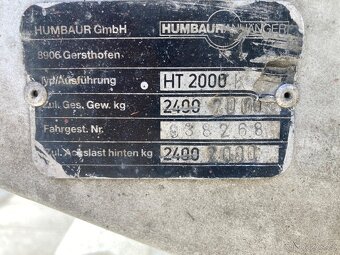 HUMBAUR GmbH HUMBAUR ANHÄNGER
8906 Gersthofen
Typ/Ausführung HT 2000 K
Zul. Ges. Gew. kg 2400 2000
Fahrgest. Nr. 938268
Zul. Achslast hinten kg 2400 2000